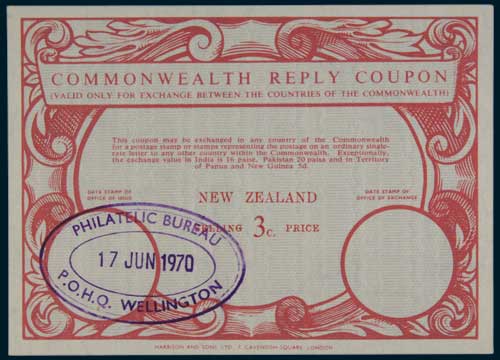 COMMONWEALTH REPLY COUPON
(VALID ONLY FOR EXCHANGE BETWEEN THE COUNTRIES OF THE COMMONWEALTH)
This coupon may be exchanged in any country of the Commonwealth
for a postage stamp or stamps representing the postage on an ordinary single-
rate letter to any other country within the Commonwealth. Exceptionally,
the exchange value in India is 16 paise, Pakistan 20 paisa and in Territory
of Papua and New Guinea 5d.
DATE STAMP OF
OFFICE OF ISSUE
DATE STAMP OF
OFFICE OF EXCHANGE
NEW ZEALAND
SELLING 3c. PRICE
PHILATELIC BUREAU
17 JUN 1970
P.O.H.Q. WELLINGTON
HARRISON AND SONS LTD, 7, CAVENDISH SQUARE, LONDON